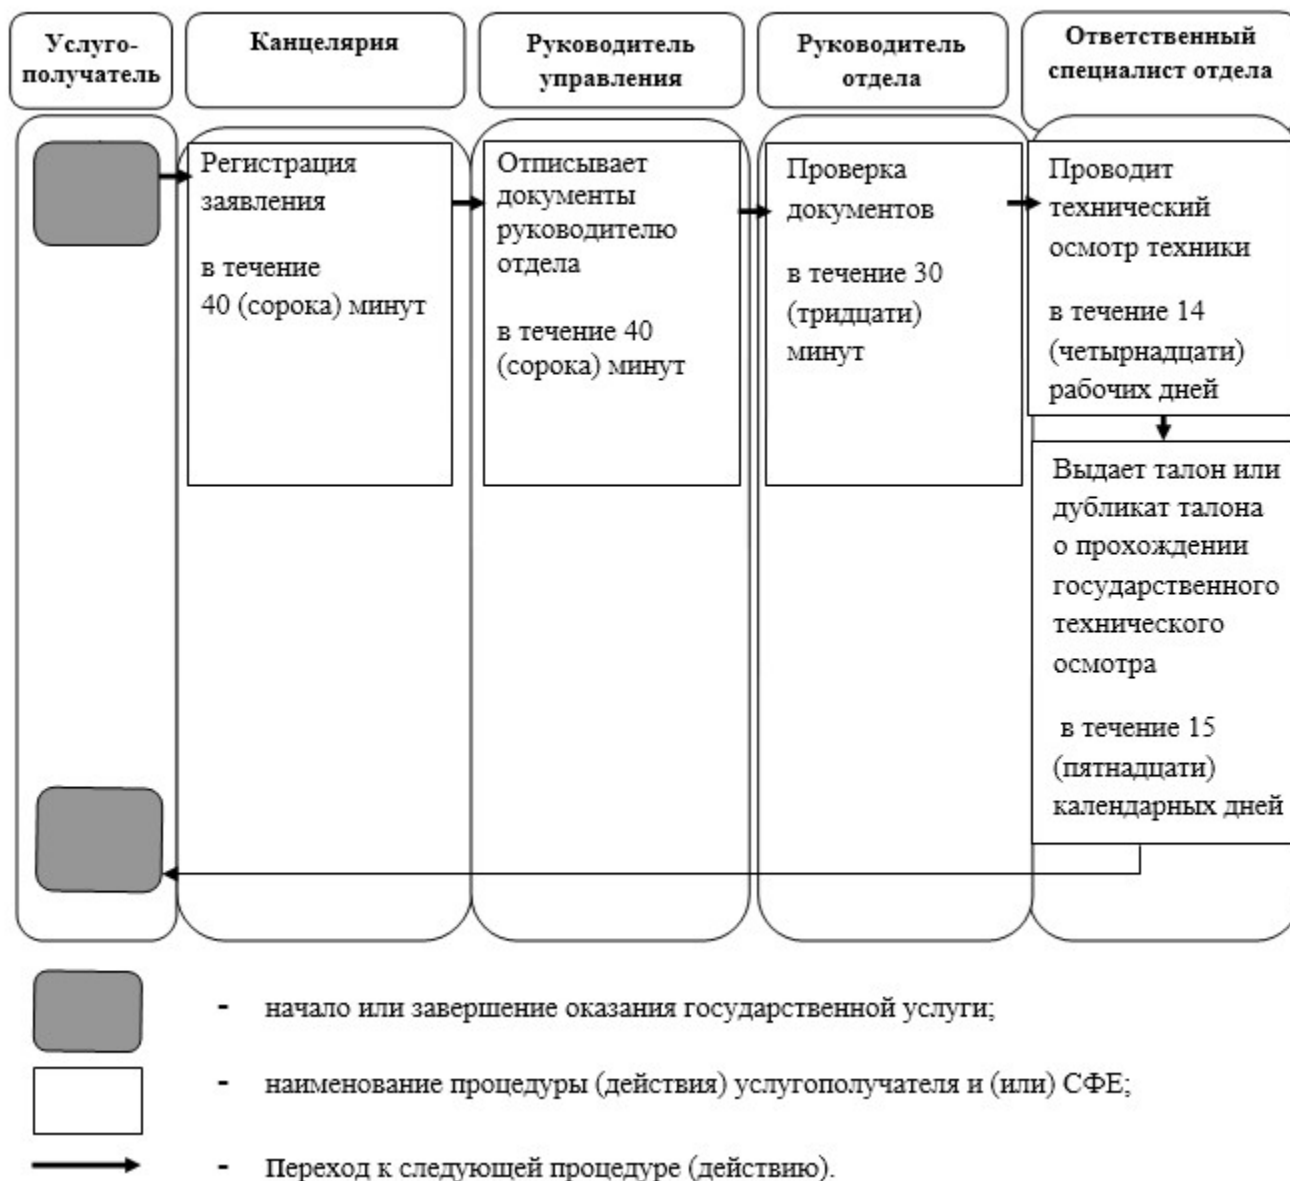 Услуго-
получатель
Канцелярия
Руководитель
управления
Руководитель
отдела
Ответственный
специалист отдела
Регистрация
заявления
в течение
40 (сорока) минут
Отписывает
документы
руководителю
отдела
в течение 40
(сорока) минут
Проверка
документов
в течение 30
(тридцати)
минут
Проводит
технический
осмотр техники
в течение 14
(четырнадцати)
рабочих дней
Выдает талон или
дубликат талона
о прохождении
государственного
технического
осмотра
в течение 15
(пятнадцати)
календарных дней
- начало или завершение оказания государственной услуги;
- наименование процедуры (действия) услугополучателя и (или) СФЕ;
- Переход к следующей процедуре (действию).